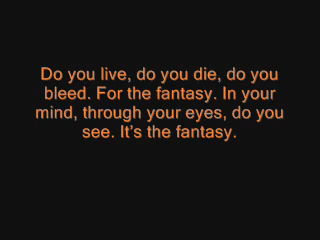 Do you live, do you die, do you
bleed. For the fantasy. In your
mind, through your eyes, do you
see. It's the fantasy.